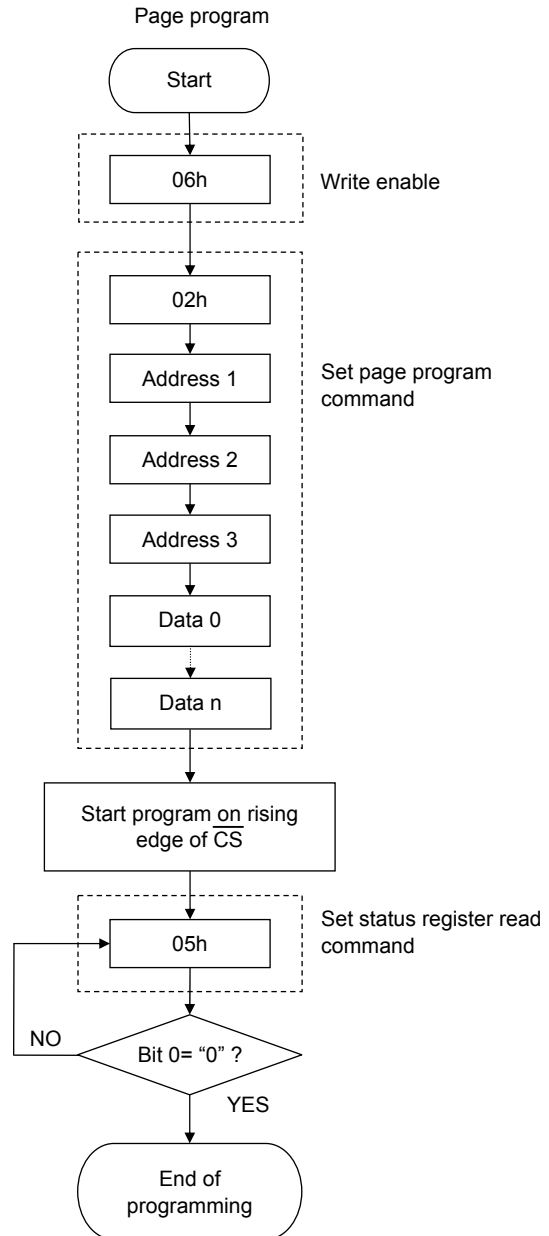 Page program
Start
06h
Write enable
02h
Address 1
Set page program
command
Address 2
Address 3
Data 0
Data n
Start program on rising
edge of C̅S̅
Set status register read
command
05h
NO
Bit 0= “0” ?
YES
End of
programming